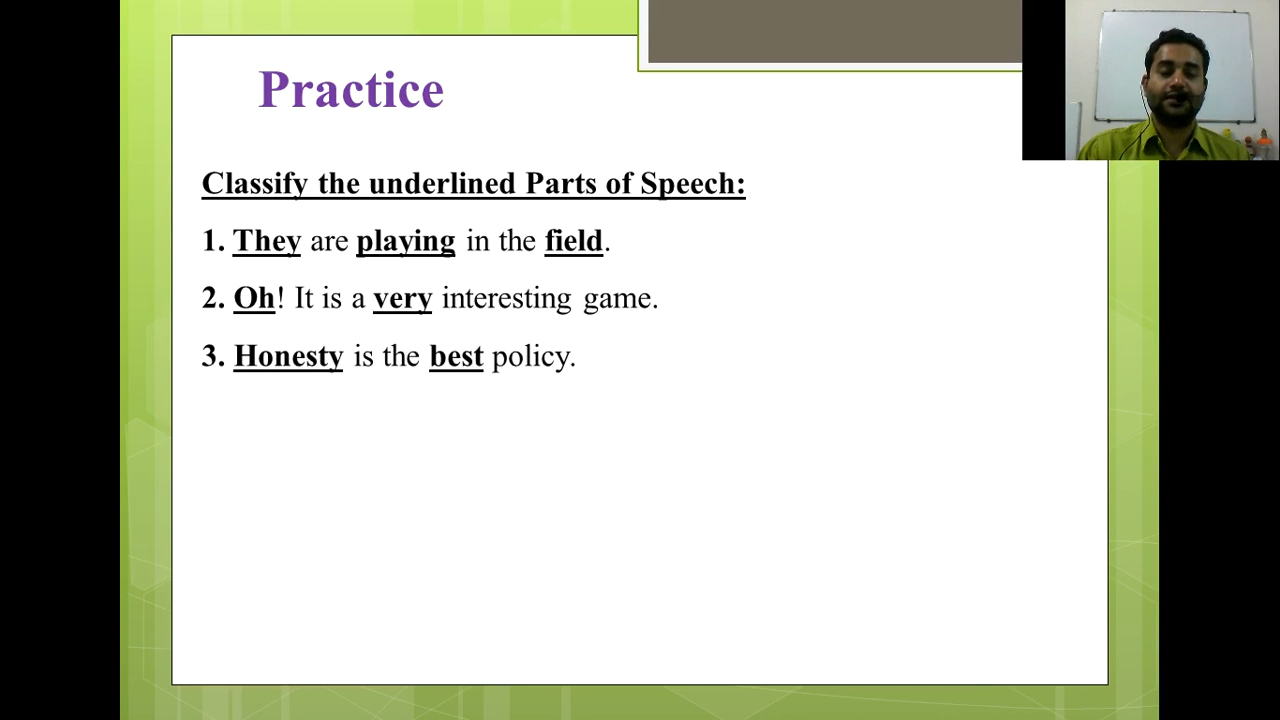 Practice
Classify the underlined Parts of Speech:
1. They are playing in the field.
2. Oh! It is a very interesting game.
3. Honesty is the best policy.